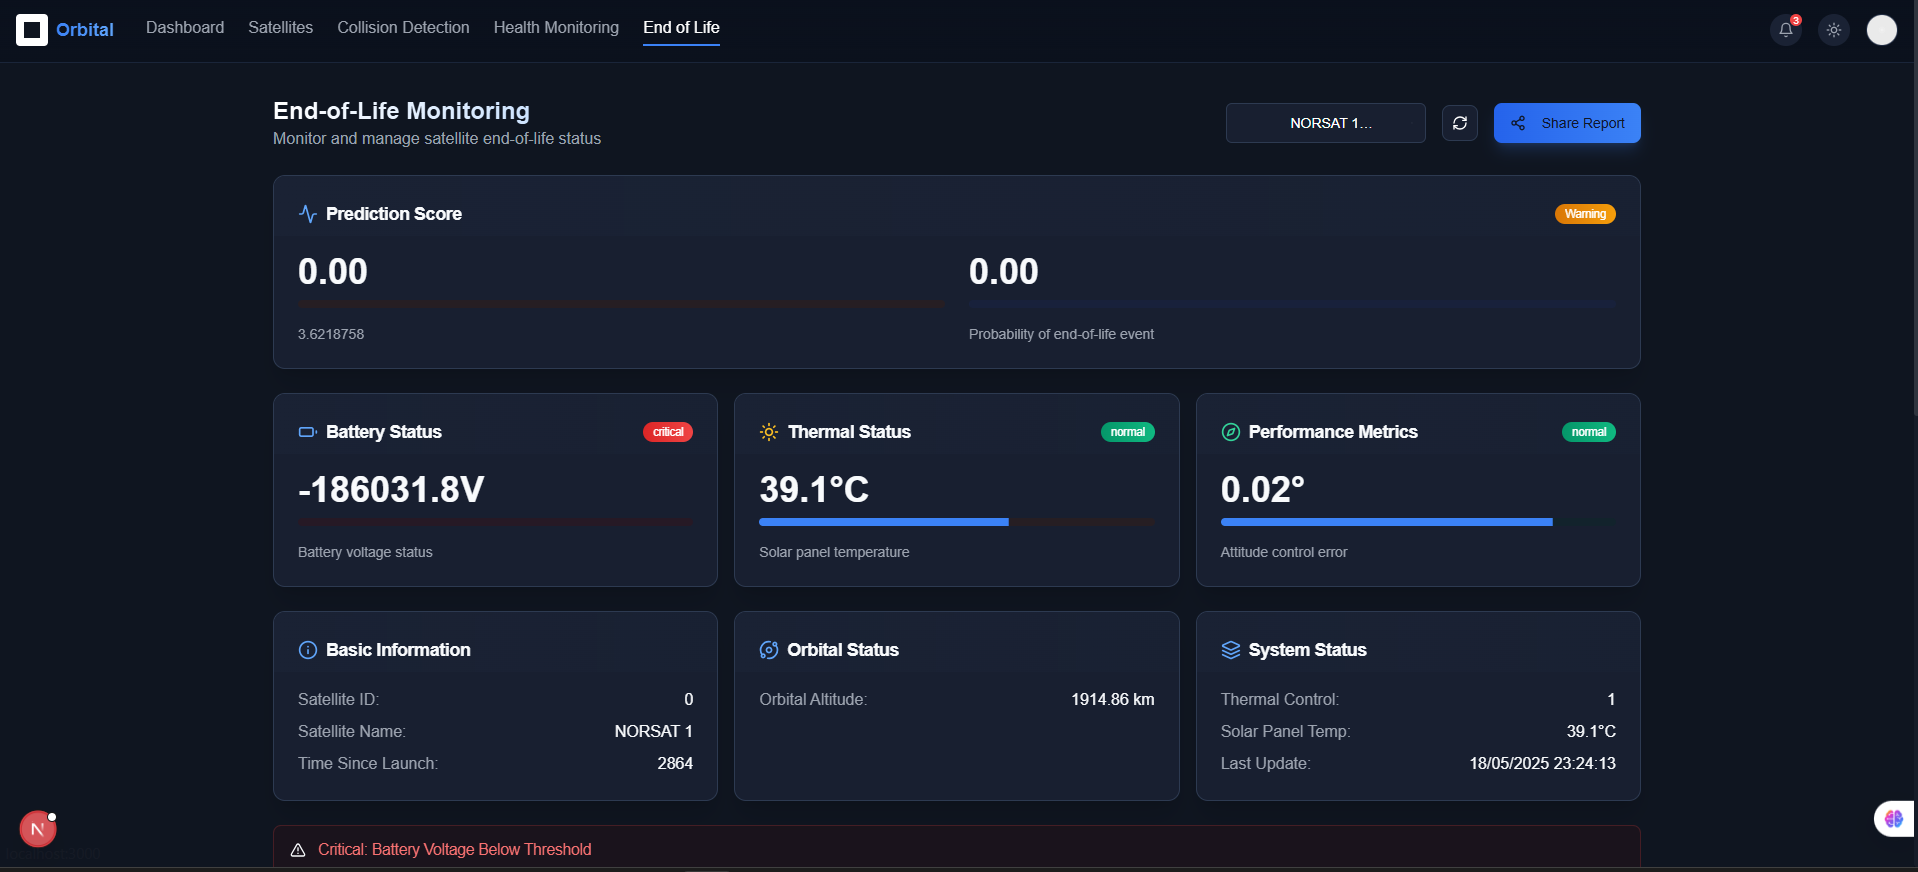 Orbital
Dashboard
Satellites
Collision Detection
Health Monitoring
End of Life
3
End-of-Life Monitoring
Monitor and manage satellite end-of-life status
NORSAT 1...
Share Report
Prediction Score
Warning
0.00
3.6218758
0.00
Probability of end-of-life event
Battery Status
critical
-186031.8V
Battery voltage status
Thermal Status
normal
39.1°C
Solar panel temperature
Performance Metrics
normal
0.02°
Attitude control error
Basic Information
Satellite ID: 0
Satellite Name: NORSAT 1
Time Since Launch: 2864
Orbital Status
Orbital Altitude: 1914.86 km
System Status
Thermal Control: 1
Solar Panel Temp: 39.1°C
Last Update: 18/05/2025 23:24:13
N
Critical: Battery Voltage Below Threshold